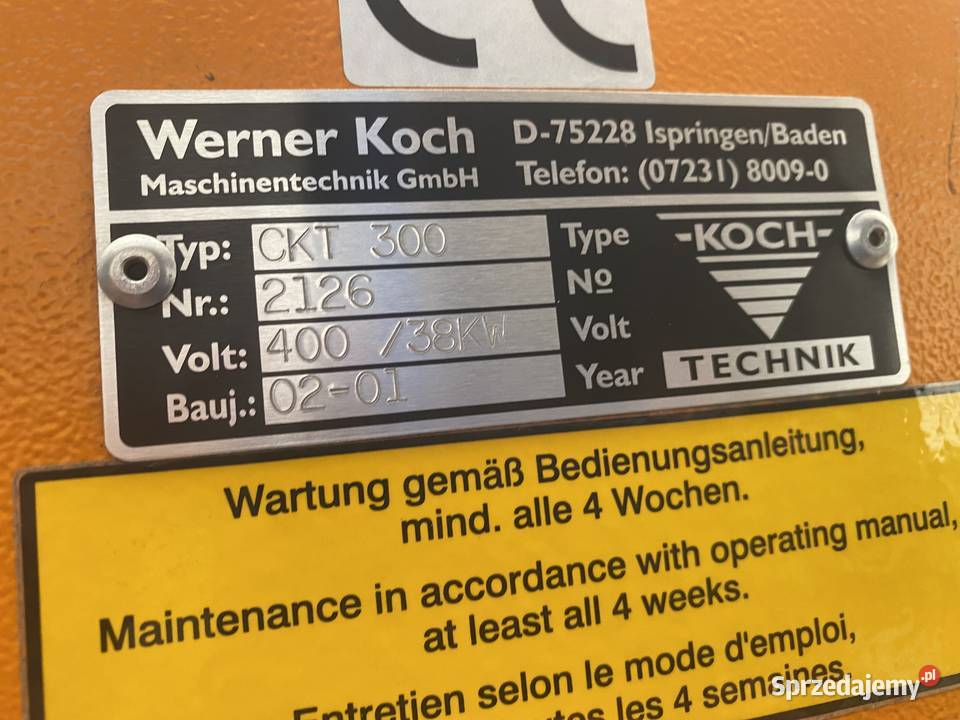 CE
Werner Koch
Maschinentechnik GmbH
D-75228 Ispringen/Baden
Telefon: (07231) 8009-0
Typ: CKT 300 Type
Nr.: 2126 Nº
Volt: 400 /38KW Volt
Bauj.: 02-01 Year
KOCH
TECHNIK
Wartung gemäß Bedienungsanleitung,
mind. alle 4 Wochen.
Maintenance in accordance with operating manual,
at least all 4 weeks.
Entretien selon le mode d'emploi,
les 4 semaines.
Sprzedajemy.pl